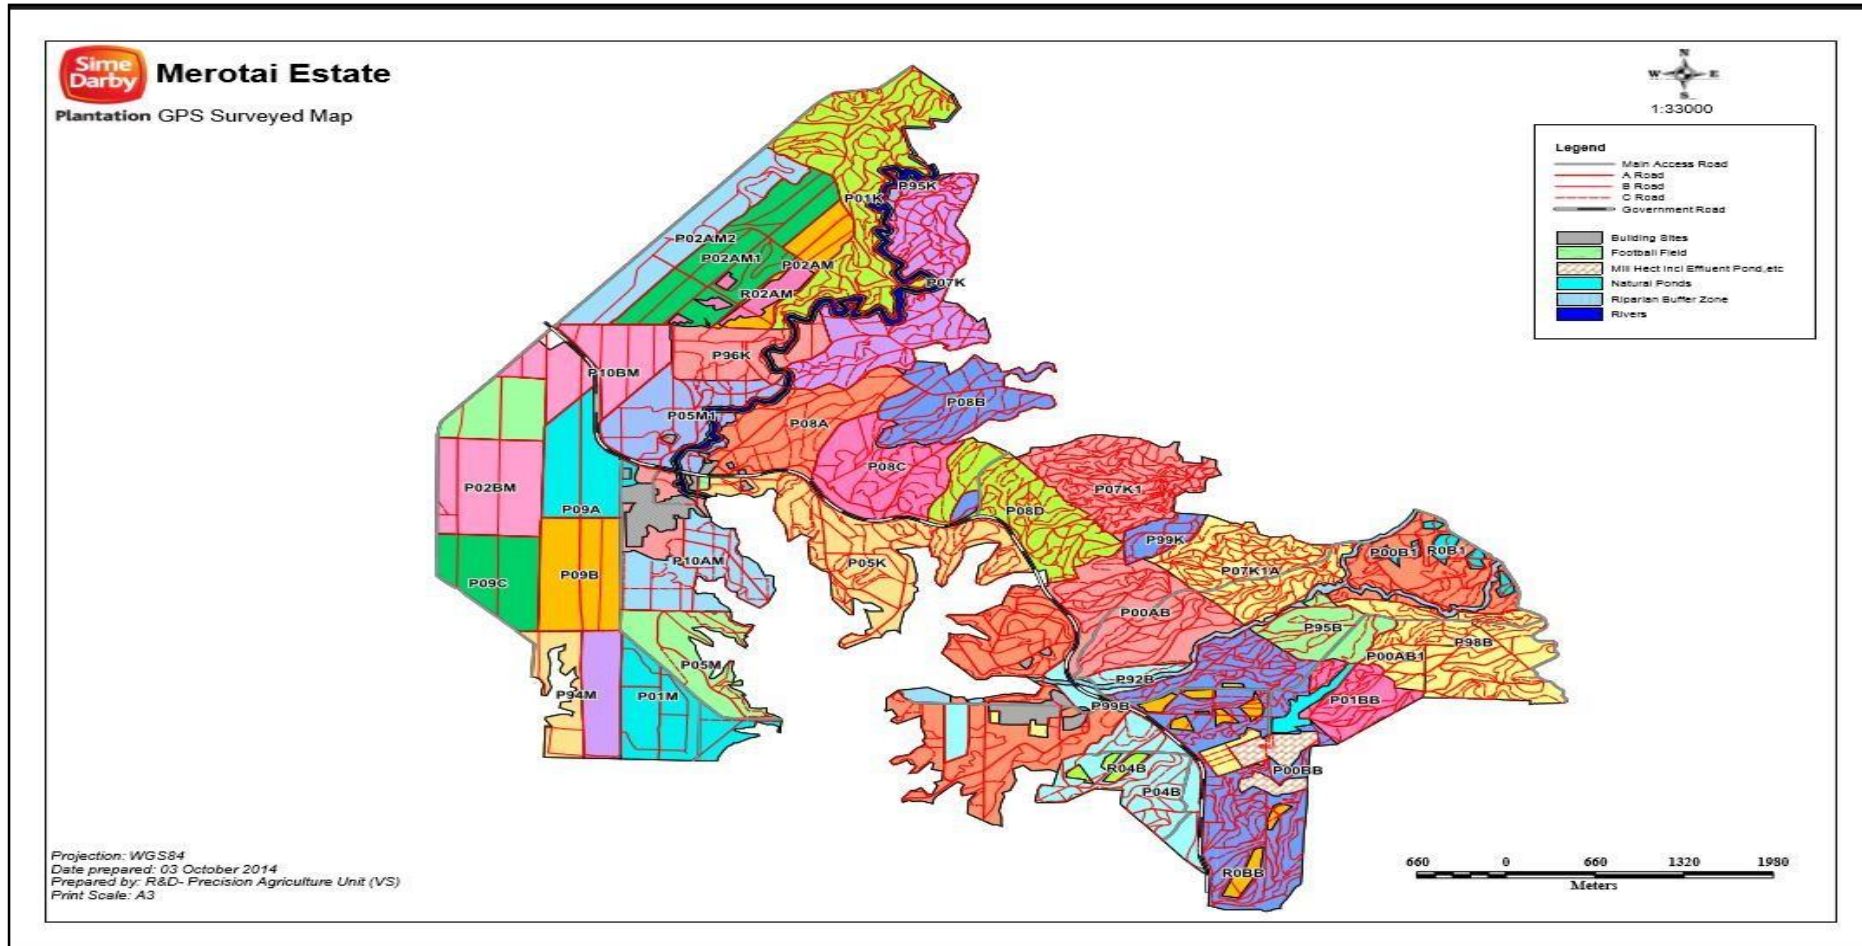 Sime
Darby
Plantation
Merotai Estate
GPS Surveyed Map
N
W E
S
1:33000
Legend
Main Access Road
A Road
B Road
C Road
Government Road
Building Sites
Football Field
Mill Hect Incl Effluent Pond,etc
Natural Ponds
Riparian Buffer Zone
Rivers
P95K
P01K
P02AM2
P02AM1
P02AM
P07K
R02AM
P96K
P10BM
P08B
P05M1
P08A
P08C
P02BM
P07K1
P09A
P08D
P99K
P00B1
R0B1
P10AM
P05K
P09C
P09B
P07K1A
P00AB
P95B
P98B
P00AB1
P05M
P92B
P94M
P01M
P01BB
P99B
R04B
P00BB
P04B
R0BB
Projection: WGS84
Date prepared: 03 October 2014
Prepared by: R&D- Precision Agriculture Unit (VS)
Print Scale: A3
660 0 660 1320 1980
Meters